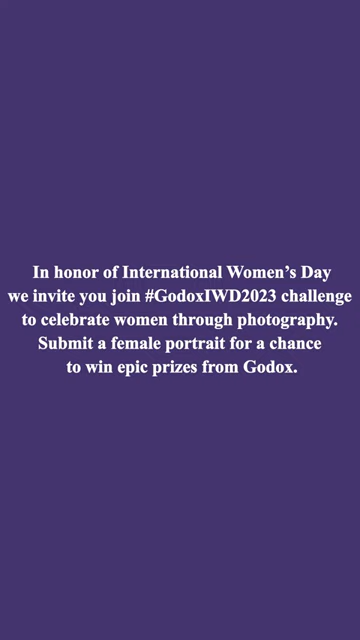 In honor of International Women’s Day
we invite you join #GodoxIWD2023 challenge
to celebrate women through photography.
Submit a female portrait for a chance
to win epic prizes from Godox.